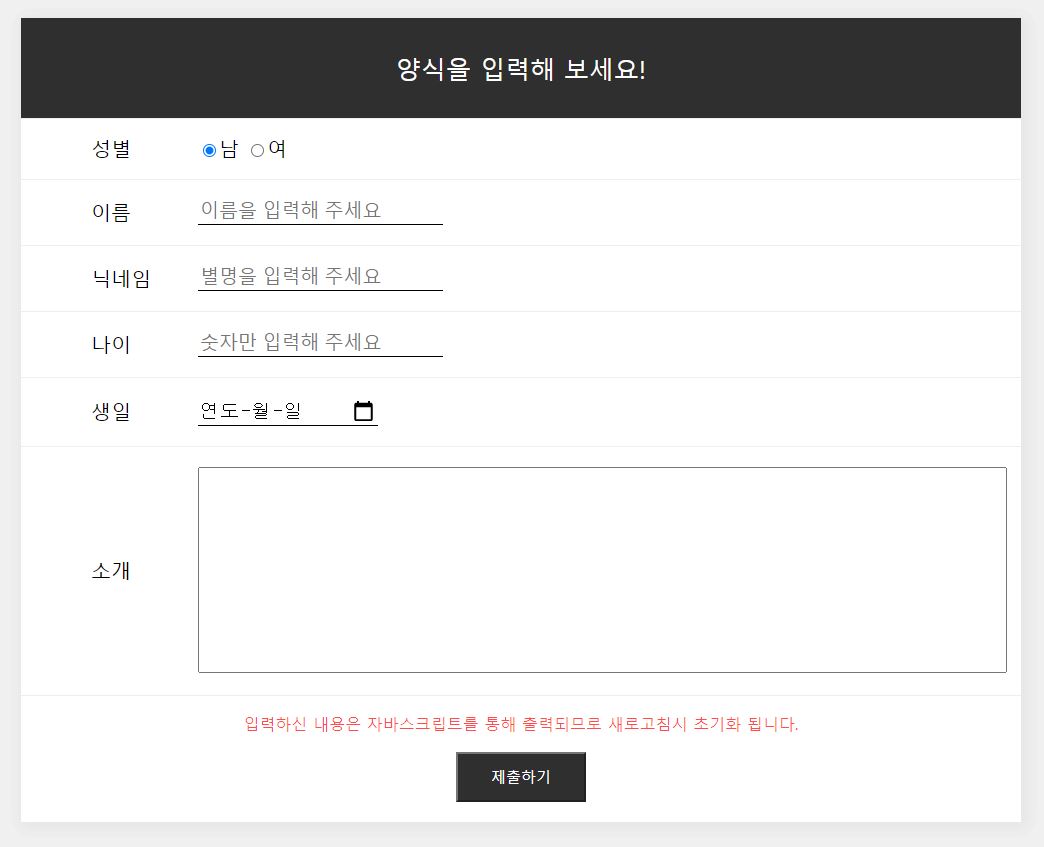 양식을 입력해 보세요!
성별 남 여
이름 이름을 입력해 주세요
닉네임 별명을 입력해 주세요
나이 숫자만 입력해 주세요
생일 연도-월-일
소개
입력하신 내용은 자바스크립트를 통해 출력되므로 새로고침시 초기화 됩니다.
제출하기